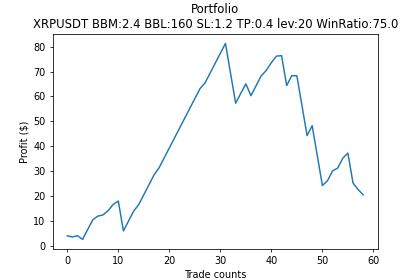 Portfolio
XRPUSDT BBM:2.4 BBL:160 SL:1.2 TP:0.4 lev:20 WinRatio:75.0
Profit ($)
80
70
60
50
40
30
20
10
0
0 10 20 30 40 50 60
Trade counts